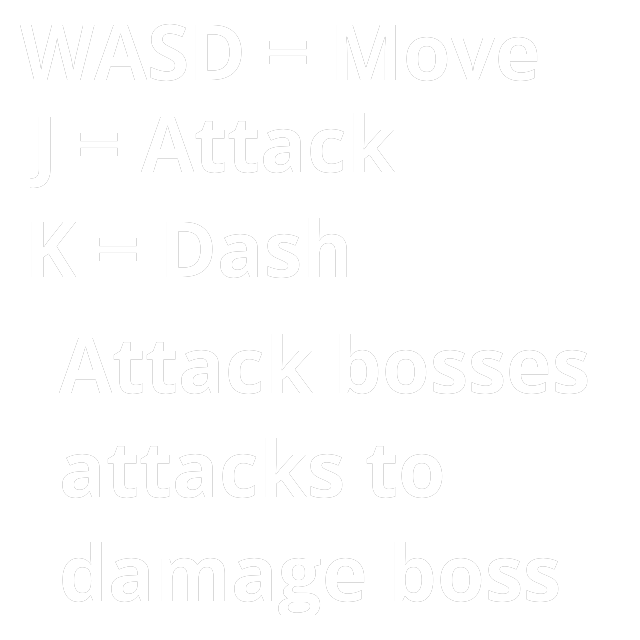 WASD = Move
J = Attack
K = Dash
Attack bosses
attacks to
damage boss